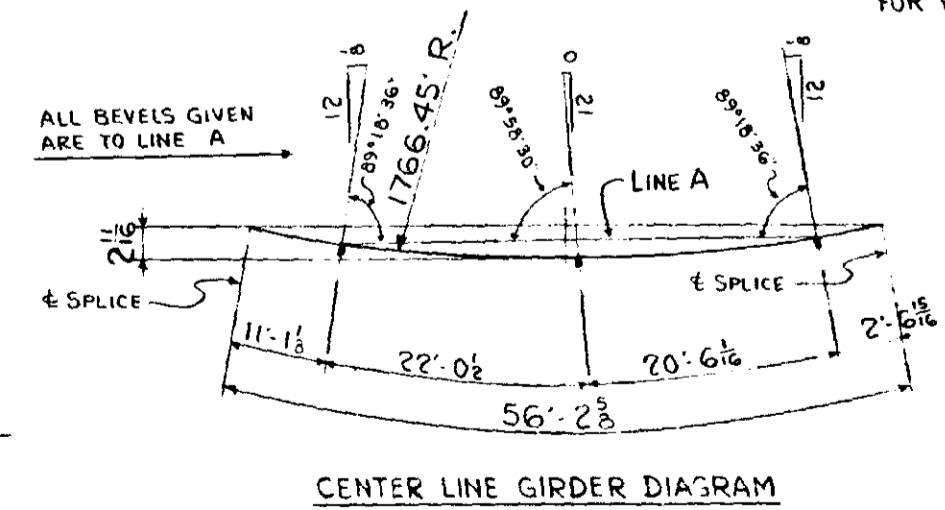 FOR
ALL BEVELS GIVEN
ARE TO LINE A
1/8
12
89°18'36"
1766.45' R.
0
12
89°58'30"
1/8
12
89°18'36"
LINE A
2 11/16
℄ SPLICE
℄ SPLICE
11'-1 1/8
22'-0 1/2
20'-6 1/16
2'-6 15/16
56'-2 5/8
CENTER LINE GIRDER DIAGRAM